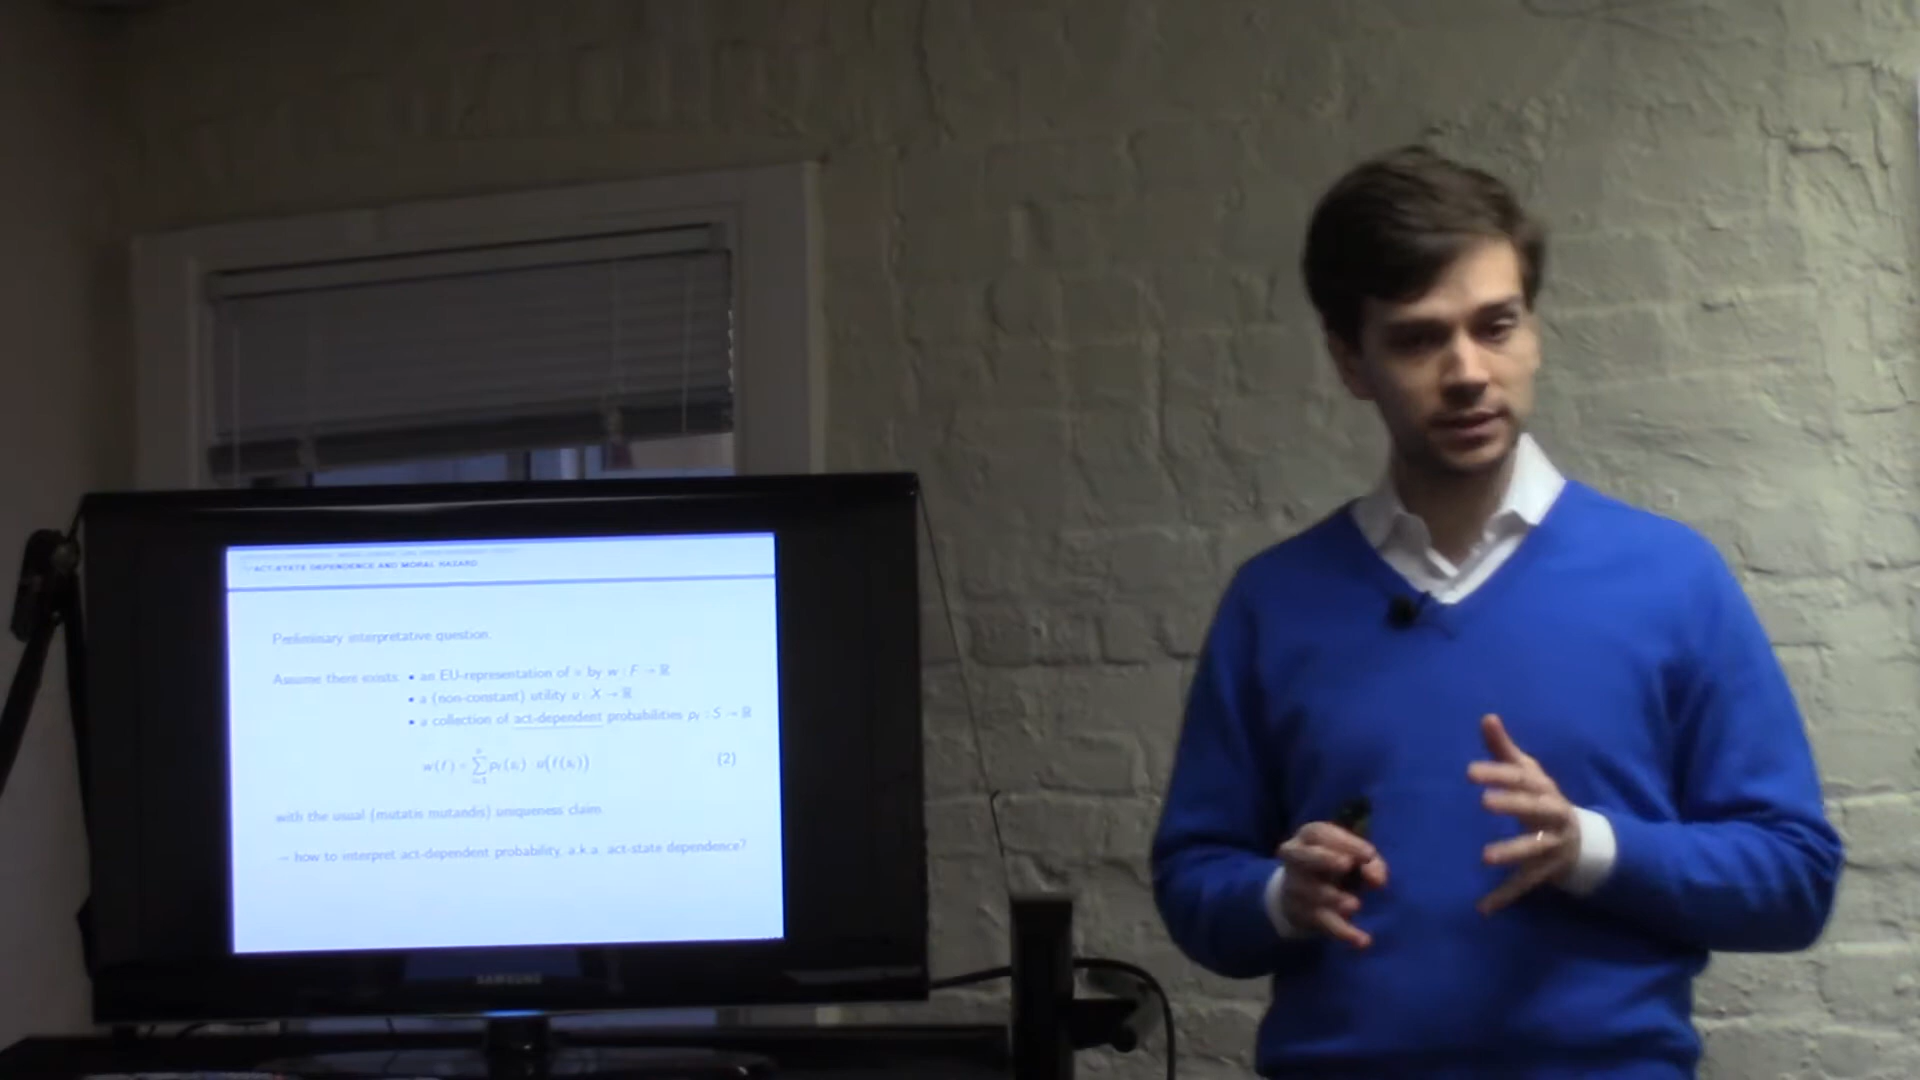 ACT-STATE DEPENDENCE AND MORAL HAZARD
Preliminary interpretative question.
Assume there exists • an EU-representation of by w : F → ℝ
• a (non-constant) utility u : X → ℝ
• a collection of act-dependent probabilities p_f : S → ℝ
w(f) = ∑_{i=1}^{n} p_f(s_i) · u(f(s_i)) (2)
with the usual (mutatis mutandis) uniqueness claim.
→ how to interpret act-dependent probability, a.k.a. act-state dependence?
SAMSUNG